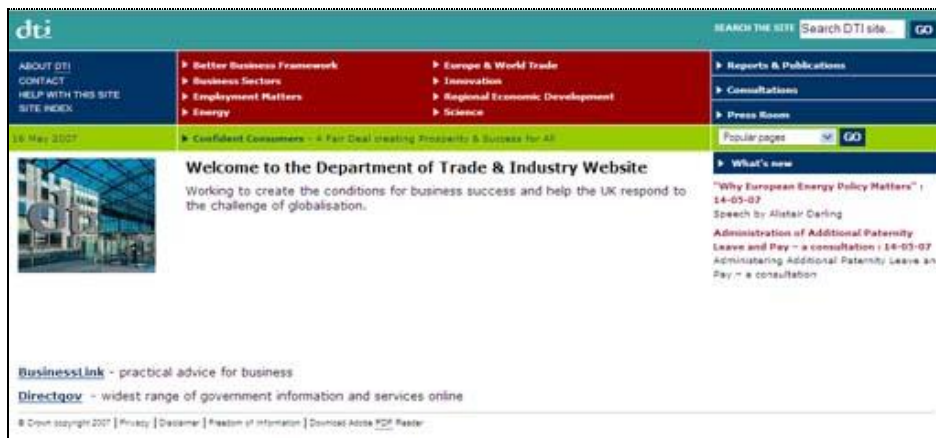 dti
SEARCH THE SITE Search DTI site... GO
ABOUT DTI
CONTACT
HELP WITH THIS SITE
SITE INDEX
Better Business Framework
Business Sectors
Employment Matters
Energy
Europe & World Trade
Innovation
Regional Economic Development
Science
Reports & Publications
Consultations
Press Room
16 May 2007
Confident Consumers - A Fair Deal creating Prosperity & Success for All
Popular pages GO
dti
Welcome to the Department of Trade & Industry Website
Working to create the conditions for business success and help the UK respond to
the challenge of globalisation.
What's new
"Why European Energy Policy Matters" :
14-05-07
Speech by Alistair Darling
Administration of Additional Paternity
Leave and Pay – a consultation : 14-05-07
Administering Additional Paternity Leave an
Pay – a consultation
BusinessLink - practical advice for business
Directgov - widest range of government information and services online
© Crown copyright 2007 | Privacy | Disclaimer | Freedom of information | Download Adobe PDF Reader